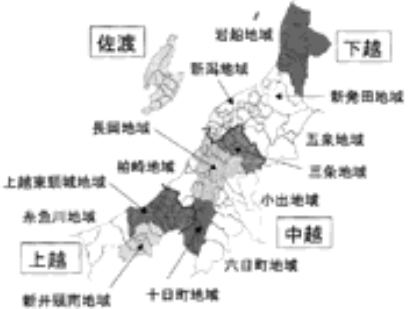 岩船地域
佐渡
下越
新潟地域
新発田地域
長岡地域
五泉地域
柏崎地域
三条地域
上越東頸城地域
小出地域
糸魚川地域
中越
上越
六日町地域
新井頸南地域
十日町地域